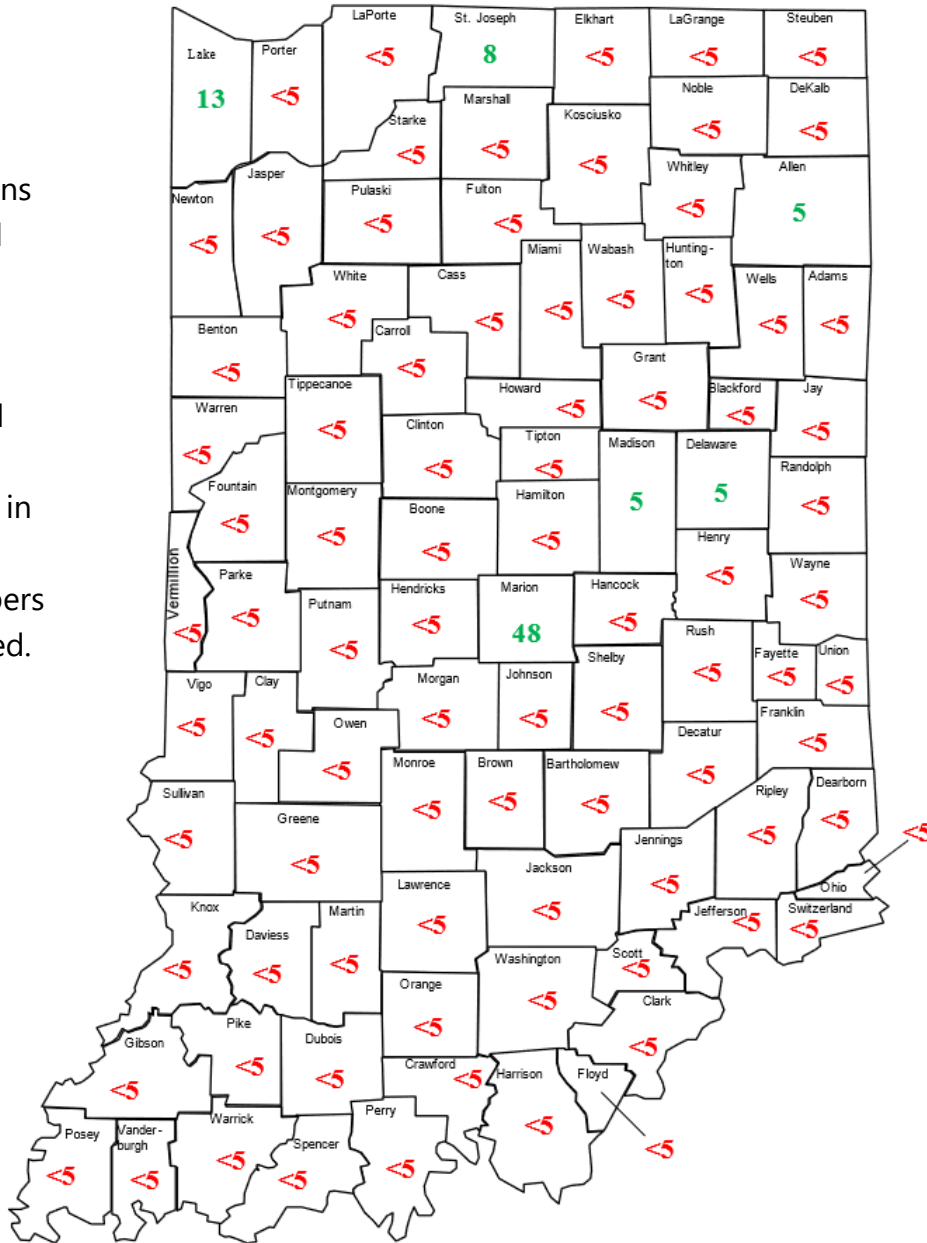 LaPorte
St. Joseph
Elkhart
LaGrange
Steuben
Lake
Porter
<5
8
<5
<5
<5
13
<5
Marshall
Noble
DeKalb
Starke
Kosciusko
<5
<5
<5
<5
<5
Whitley
Allen
ns
Newton
Jasper
Pulaski
Fulton
<5
<5
<5
5
<5
<5
Miami
Wabash
Hunting-
ton
White
Cass
Wells
Adams
<5
<5
<5
<5
<5
<5
<5
Benton
Carroll
<5
<5
Grant
<5
Tippecanoe
Howard
Blackford
Jay
<5
<5
<5
<5
Warren
Clinton
<5
Tipton
Madison
Delaware
<5
<5
<5
Randolph
Fountain
Montgomery
Boone
Hamilton
5
5
<5
in
<5
<5
<5
<5
Henry
Vermillion
Parke
Putnam
Hendricks
Marion
Hancock
<5
Wayne
bers
<5
<5
<5
<5
<5
48
Rush
ed.
<5
Shelby
<5
Fayette
Union
Vigo
Clay
Morgan
Johnson
<5
<5
<5
<5
<5
<5
<5
Franklin
Owen
Decatur
<5
<5
Monroe
Brown
Bartholomew
<5
Sullivan
<5
<5
<5
Ripley
Dearborn
<5
Greene
Jennings
<5
<5
<5
<5
Jackson
<5
Lawrence
<5
Ohio
Knox
Martin
<5
Jefferson
Switzerland
Daviess
<5
<5
<5
<5
<5
Washington
Scott
<5
Orange
<5
<5
Clark
Pike
<5
<5
Gibson
Dubois
<5
<5
<5
Crawford
<5
Harrison
Floyd
Posey
Vander-
burgh
Warrick
Perry
<5
<5
Spencer
<5
<5
<5
<5
<5